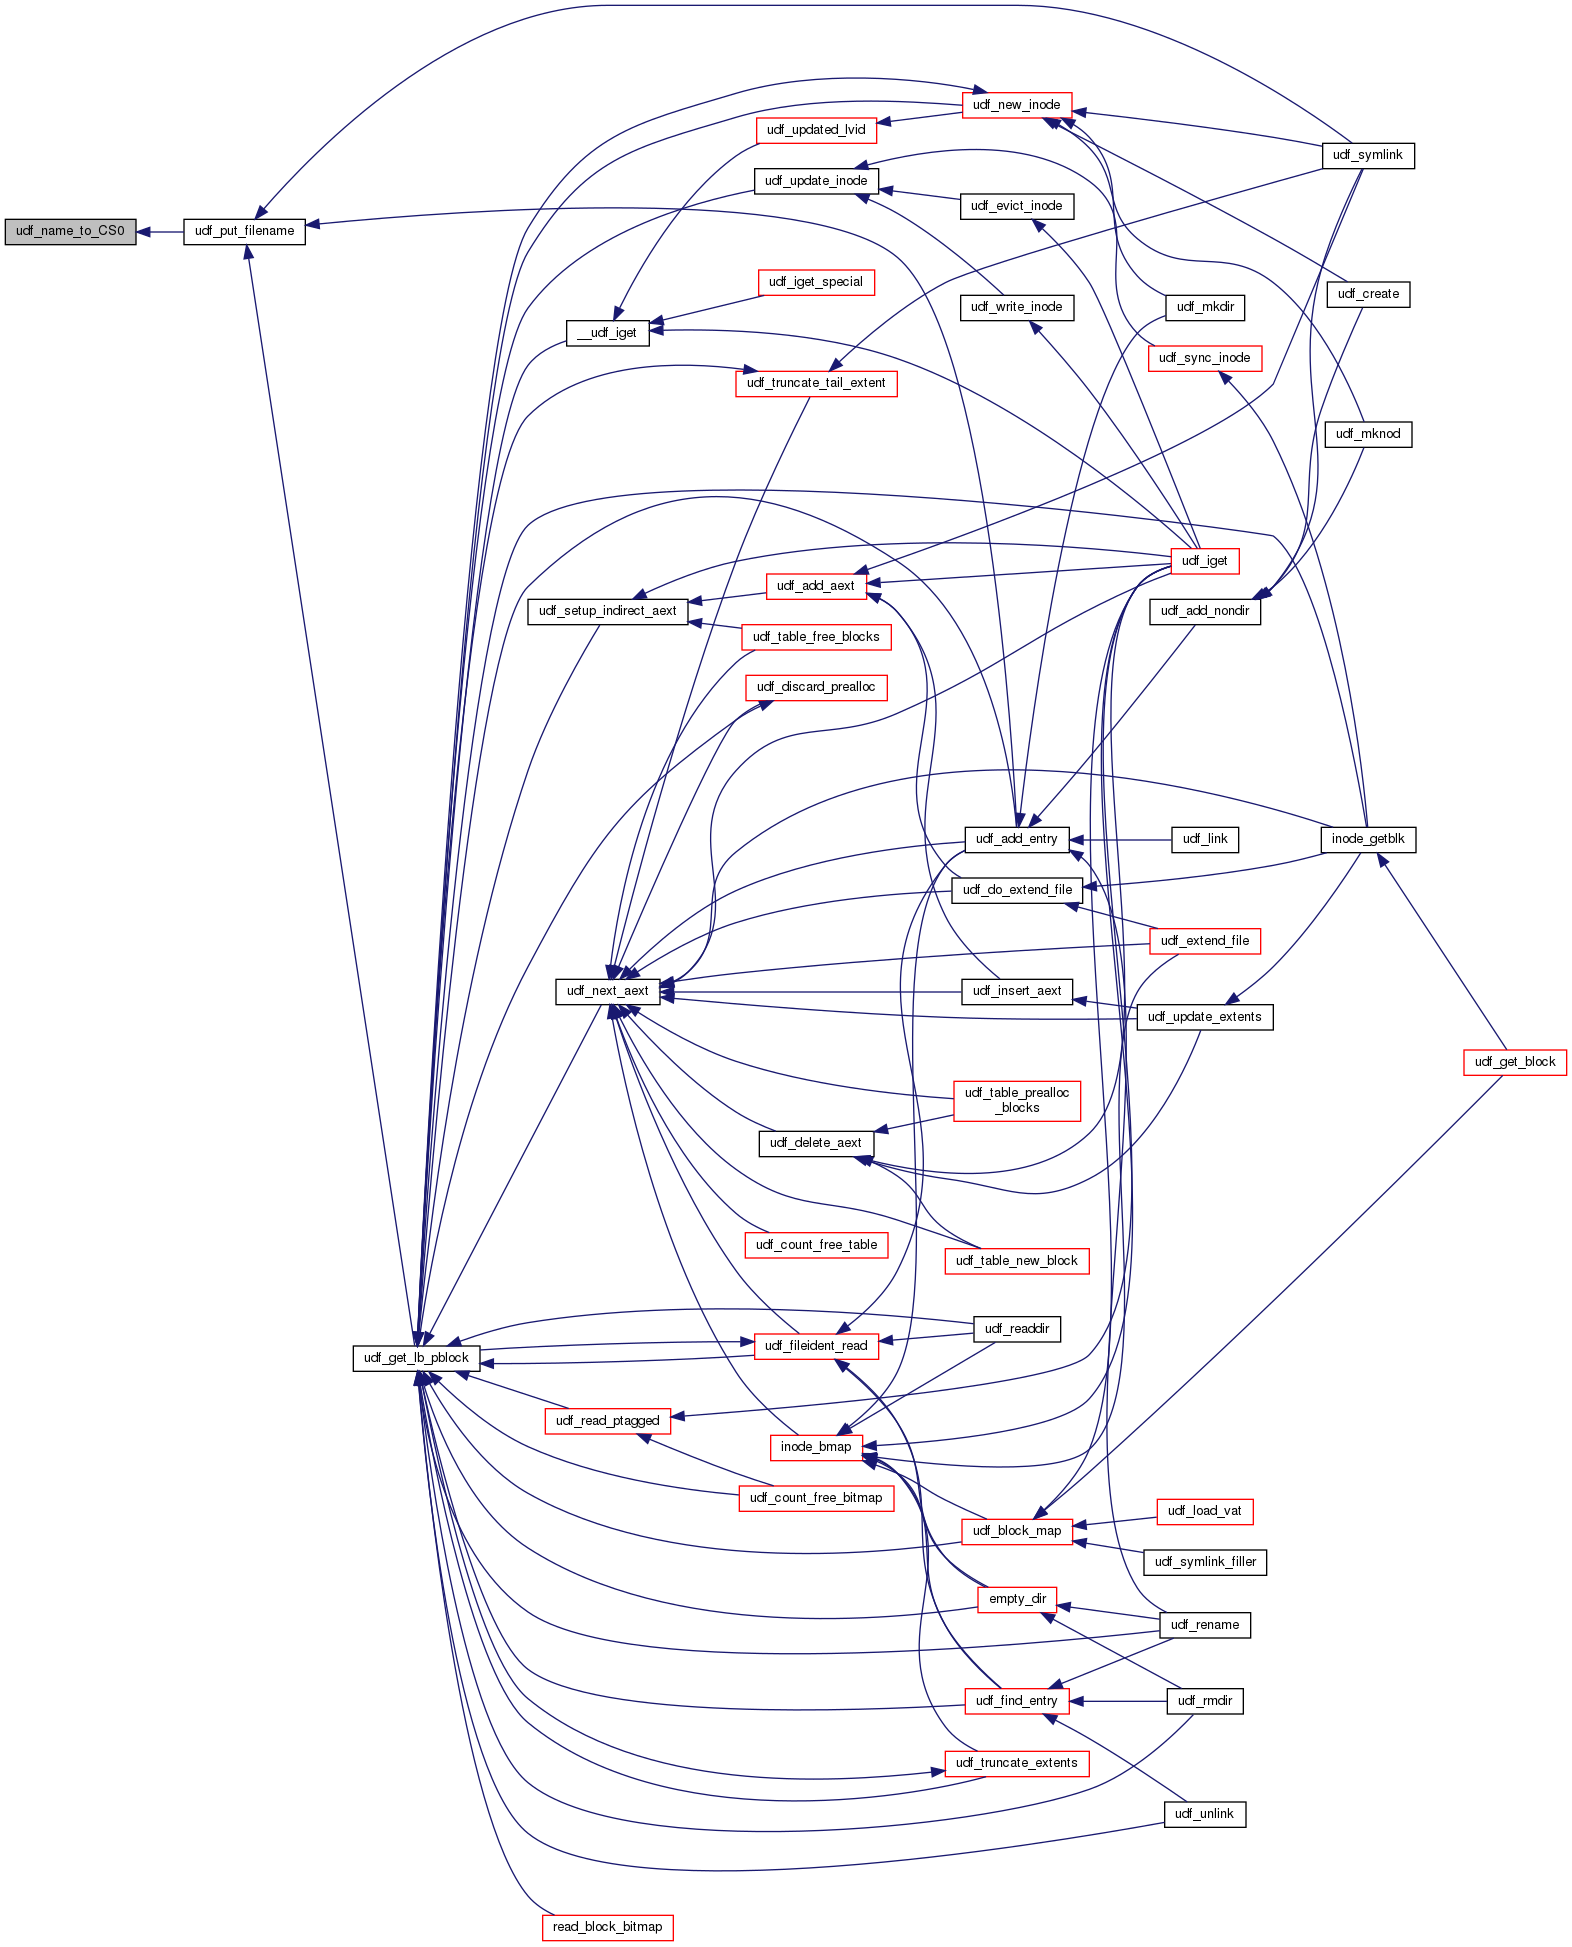 udf_new_inode
udf_updated_lvid
udf_symlink
udf_update_inode
udf_evict_inode
udf_name_to_CS0
udf_put_filename
udf_iget_special
udf_create
udf_write_inode
udf_mkdir
__udf_iget
udf_sync_inode
udf_truncate_tail_extent
udf_mknod
udf_iget
udf_add_aext
udf_setup_indirect_aext
udf_add_nondir
udf_table_free_blocks
udf_discard_prealloc
udf_add_entry
udf_link
inode_getblk
udf_do_extend_file
udf_extend_file
udf_next_aext
udf_insert_aext
udf_update_extents
udf_get_block
udf_table_prealloc
_blocks
udf_delete_aext
udf_count_free_table
udf_table_new_block
udf_readdir
udf_fileident_read
udf_get_lb_pblock
udf_read_ptagged
inode_bmap
udf_count_free_bitmap
udf_load_vat
udf_block_map
udf_symlink_filler
empty_dir
udf_rename
udf_find_entry
udf_rmdir
udf_truncate_extents
udf_unlink
read_block_bitmap